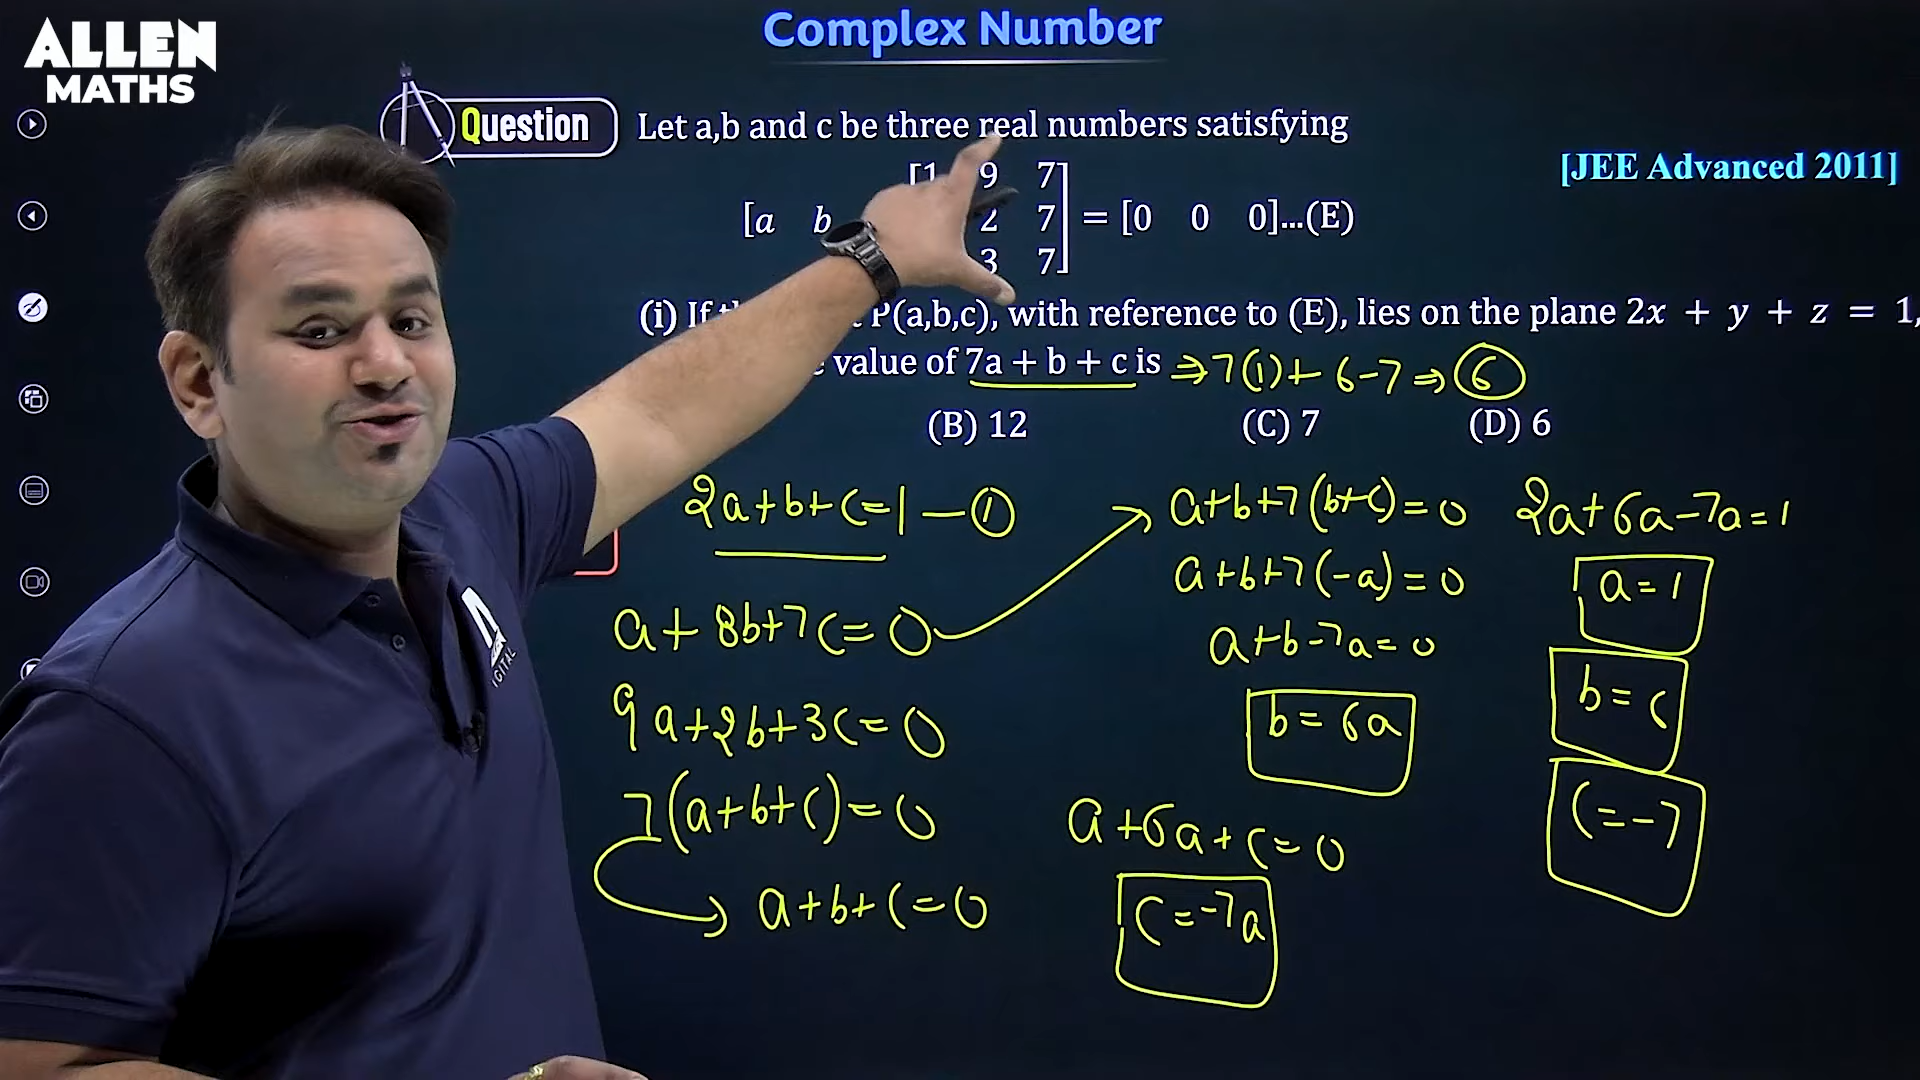 ALLEN
MATHS
Complex Number
Question
Let a,b and c be three real numbers satisfying
[JEE Advanced 2011]
[1 9 7]
[a b 2 7 = [0 0 0]...(E)
3 7]
(i) If P(a,b,c), with reference to (E), lies on the plane 2x + y + z = 1,
value of 7a + b + c is ⇒ 7(1) + 6 - 7 ⇒ 6
(B) 12 (C) 7 (D) 6
2a+b+c=1 — ①
a+8b+7c=0
9a+2b+3c=0
7(a+b+c)=0
a+b+c=0
a+b+7(b+c)=0
a+b+7(-a)=0
a+b-7a=0
b=6a
a+6a+c=0
c=-7a
2a+6a-7a=1
a=1
b=6
c=-7